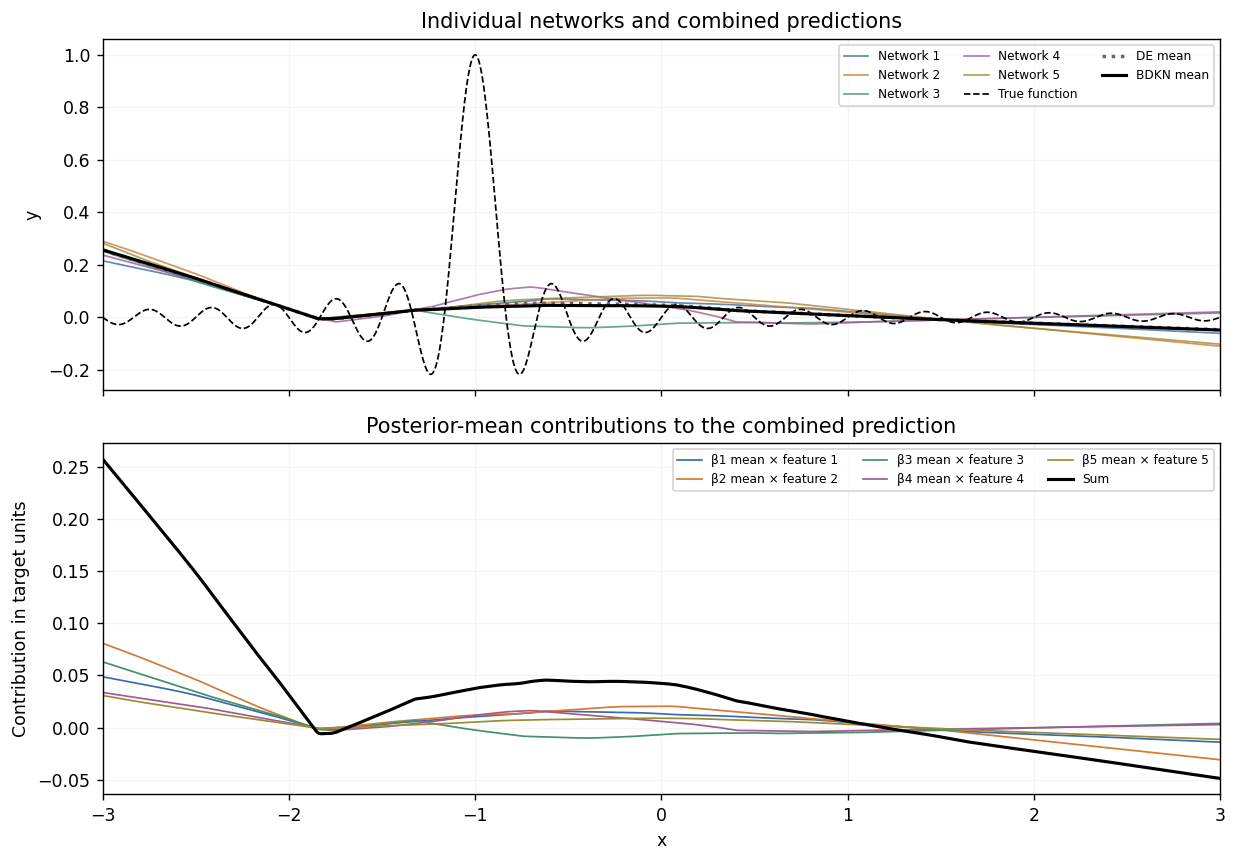 Individual networks and combined predictions
1.0
0.8
0.6
0.4
0.2
0.0
−0.2
y
Network 1
Network 2
Network 3
Network 4
Network 5
True function
DE mean
BDKN mean
Posterior-mean contributions to the combined prediction
0.25
0.20
0.15
0.10
0.05
0.00
−0.05
Contribution in target units
β1 mean × feature 1
β2 mean × feature 2
β3 mean × feature 3
β4 mean × feature 4
β5 mean × feature 5
Sum
−3 −2 −1 0 1 2 3
x